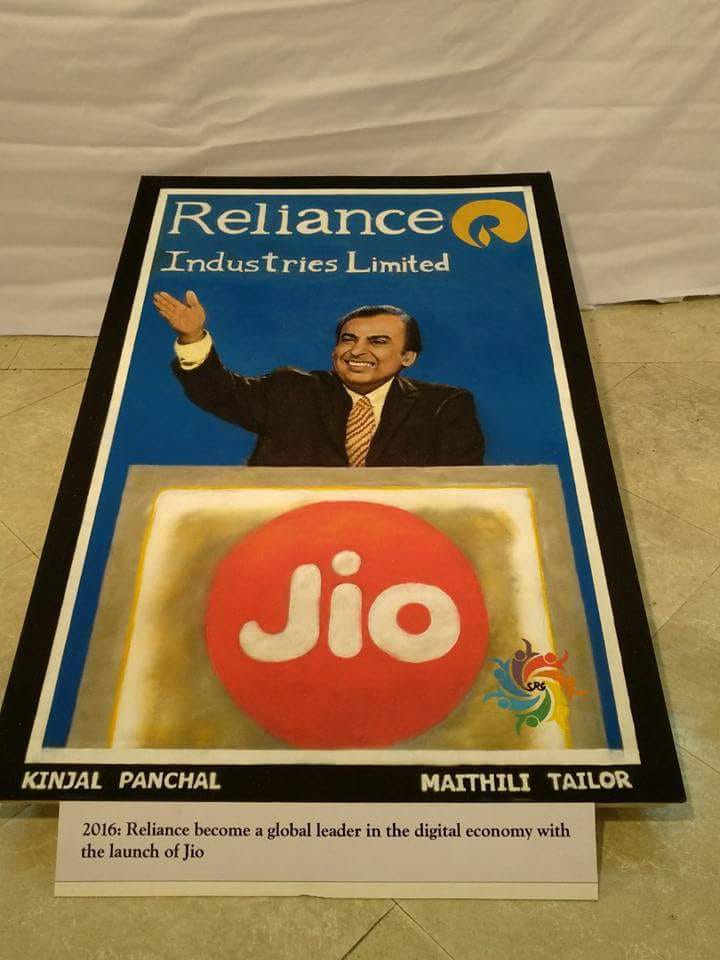 Reliance
Industries Limited
Jio
SRG
KINJAL PANCHAL
MAITHILI TAILOR
2016: Reliance become a global leader in the digital economy with
the launch of Jio